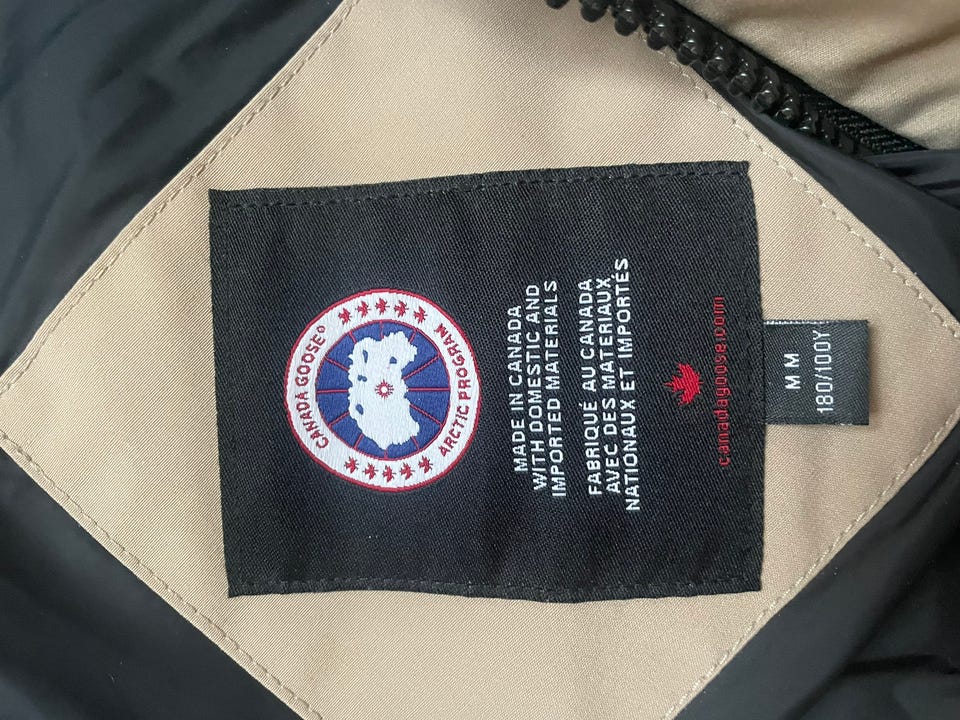 CANADA GOOSE®
ARCTIC PROGRAM
MADE IN CANADA
WITH DOMESTIC AND
IMPORTED MATERIALS
FABRIQUÉ AU CANADA
AVEC DES MATERIAUX
NATIONAUX ET IMPORTÉS
canadagoose.com
M M
180/100Y